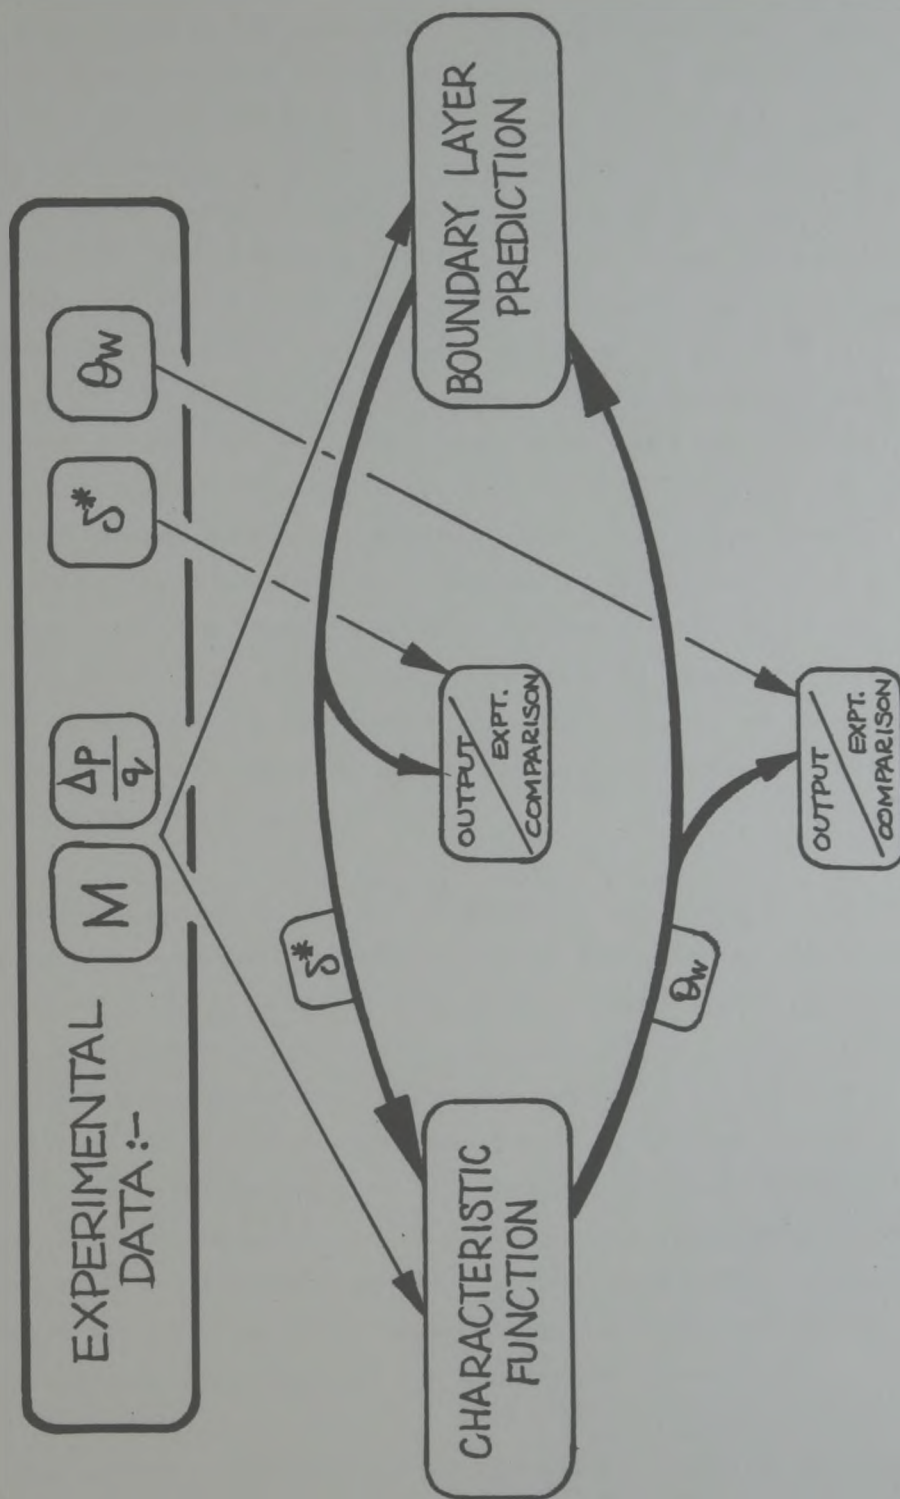 EXPERIMENTAL
DATA:-
M
ΔP
q
δ*
θw
δ*
OUTPUT
EXPT.
COMPARISON
CHARACTERISTIC
FUNCTION
BOUNDARY LAYER
PREDICTION
θw
OUTPUT
EXPT.
COMPARISON